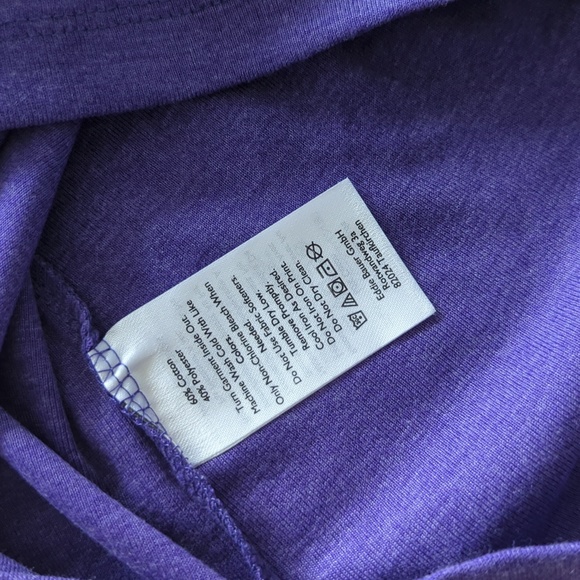 60% Cotton
40% Polyester
Turn Garment Inside Out.
Machine Wash Cold With Like
Colors.
Only Non-Chlorine Bleach When
Needed.
Do Not Use Fabric Softeners.
Tumble Dry Low.
Remove Promptly.
Cool Iron As Desired.
Do Not Iron On Print.
Do Not Dry Clean.
Eddie Bauer GmbH
Rotwandweg 3a
82024 Taufkirchen